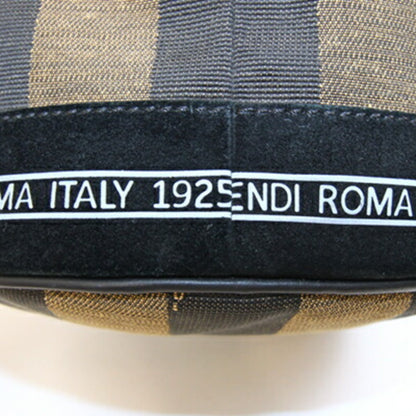 MA ITALY 1925ENDI ROMA